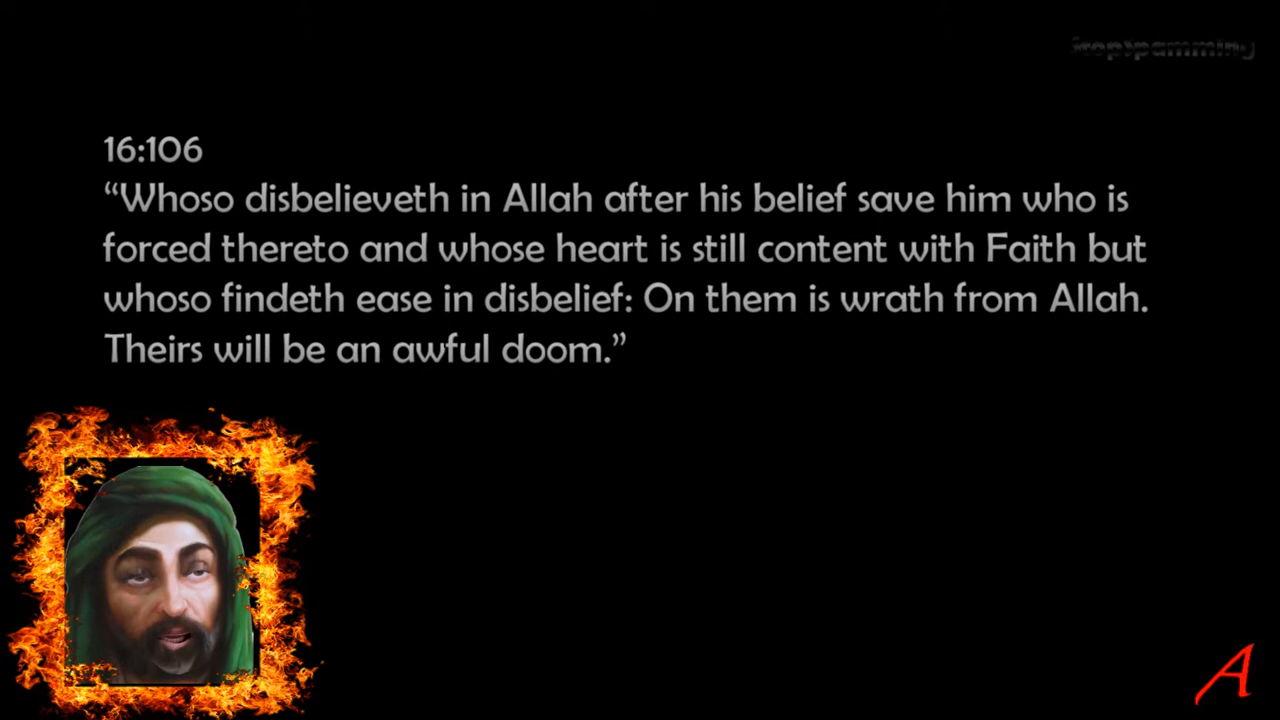 16:106
“Whoso disbelieveth in Allah after his belief save him who is
forced thereto and whose heart is still content with Faith but
whoso findeth ease in disbelief: On them is wrath from Allah.
Theirs will be an awful doom.”
A